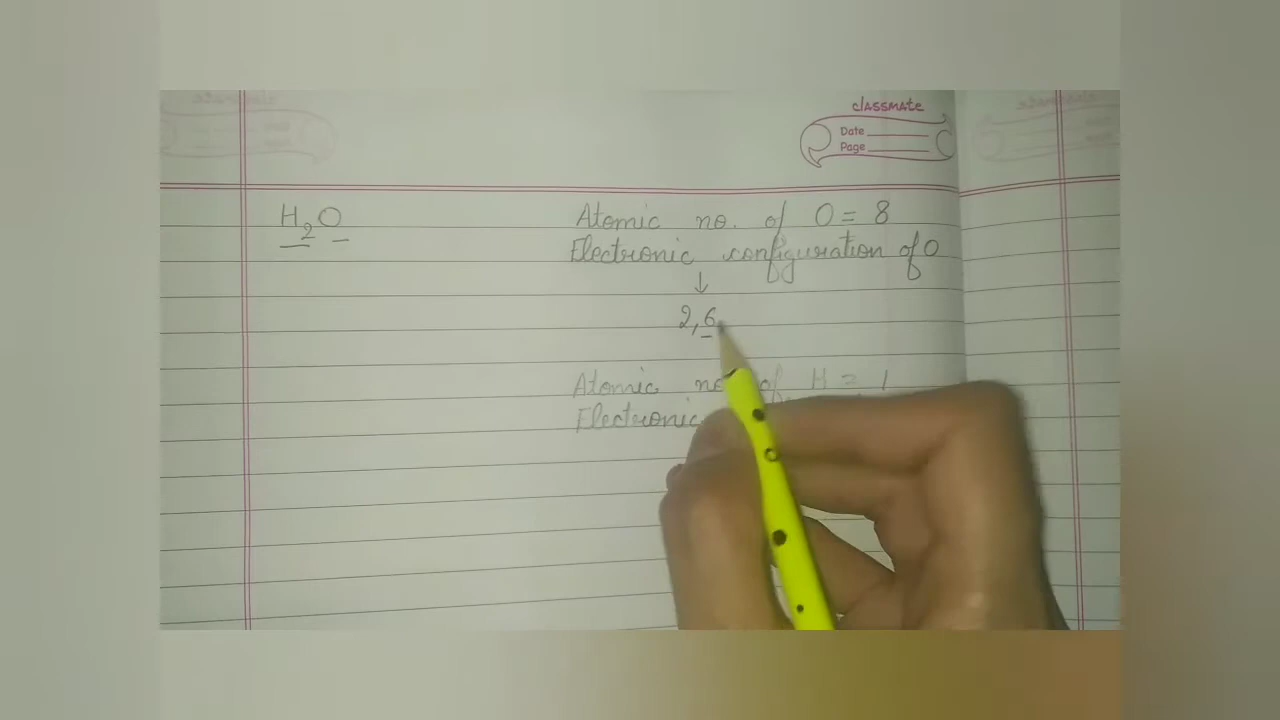 classmate
Date
Page
H2O
Atomic no. of O = 8
Electronic configuration of O
↓
2,6
Atomic no of H = 1
Electronic